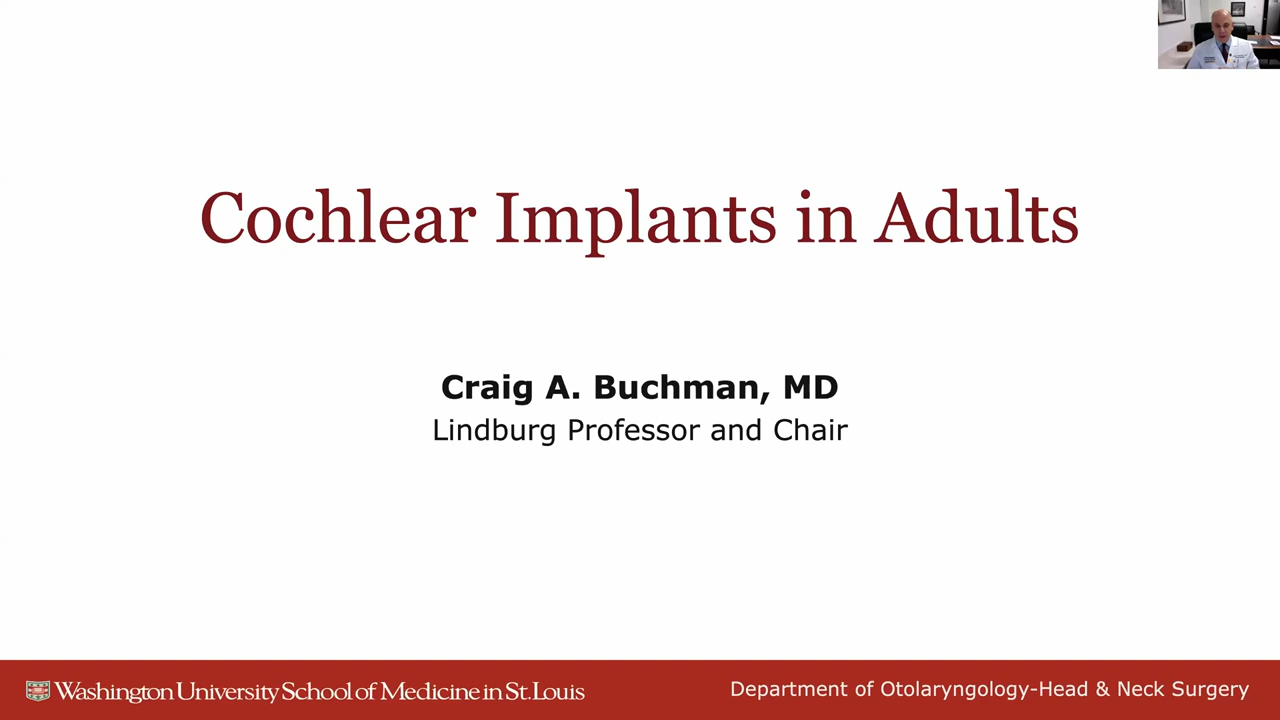 Cochlear Implants in Adults
Craig A. Buchman, MD
Lindburg Professor and Chair
Washington University School of Medicine in St. Louis
Department of Otolaryngology-Head & Neck Surgery